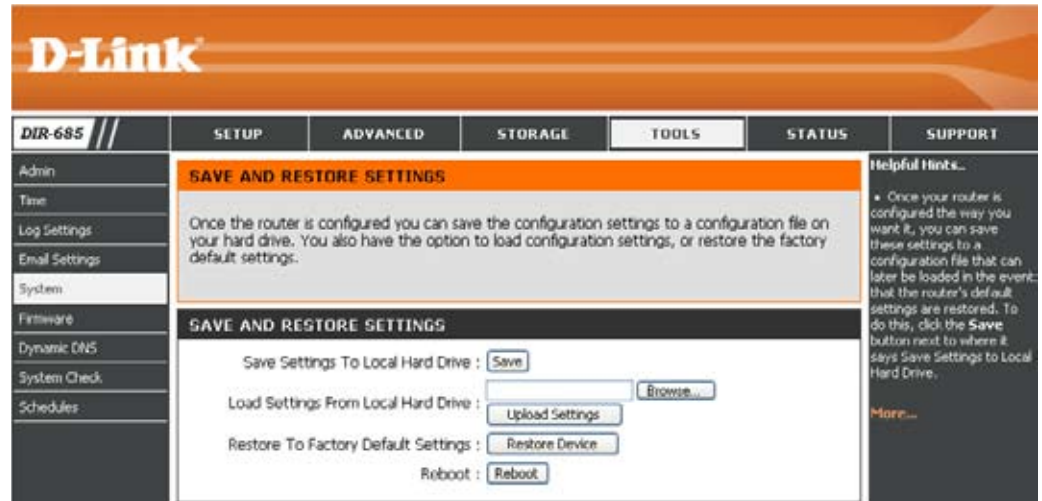 D-Link
DIR-685
SETUP
ADVANCED
STORAGE
TOOLS
STATUS
SUPPORT
Admin
Time
Log Settings
Email Settings
System
Firmware
Dynamic DNS
System Check
Schedules
SAVE AND RESTORE SETTINGS
Once the router is configured you can save the configuration settings to a configuration file on
your hard drive. You also have the option to load configuration settings, or restore the factory
default settings.
SAVE AND RESTORE SETTINGS
Save Settings To Local Hard Drive : Save
Load Settings From Local Hard Drive : Browse...
Upload Settings
Restore To Factory Default Settings : Restore Device
Reboot : Reboot
Helpful Hints..
• Once your router is
configured the way you
want it, you can save
these settings to a
configuration file that can
later be loaded in the event
that the router's default
settings are restored. To
do this, click the Save
button next to where it
says Save Settings to Local
Hard Drive.
More...